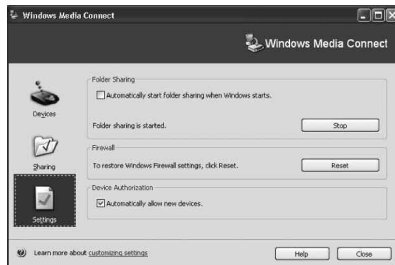 Windows Media Connect
Windows Media Connect
Devices
Sharing
Settings
Folder Sharing
Automatically start folder sharing when Windows starts.
Folder sharing is started.
Stop
Firewall
To restore Windows Firewall settings, click Reset.
Reset
Device Authorization
Automatically allow new devices.
Learn more about customizing settings
Help
Close